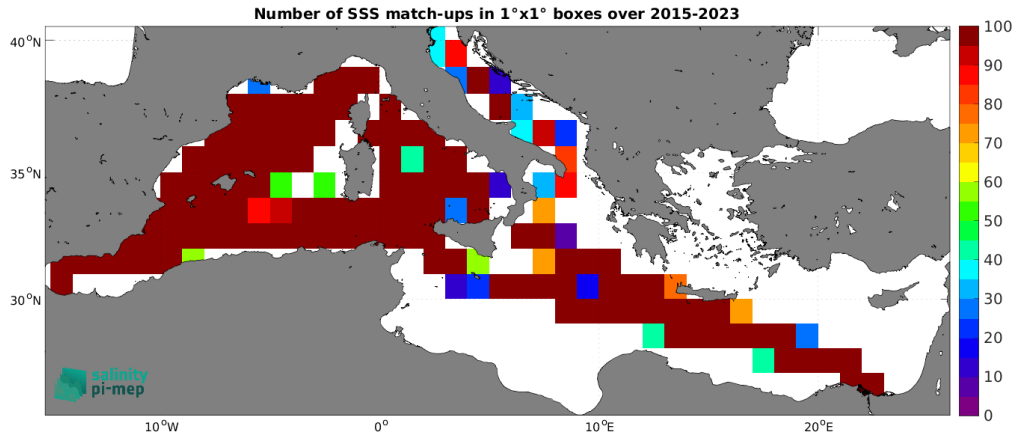 Number of SSS match-ups in 1°x1° boxes over 2015-2023
40°N
35°N
30°N
10°W
0°
10°E
20°E
100
90
80
70
60
50
40
30
20
10
0
salinity
pi-mep